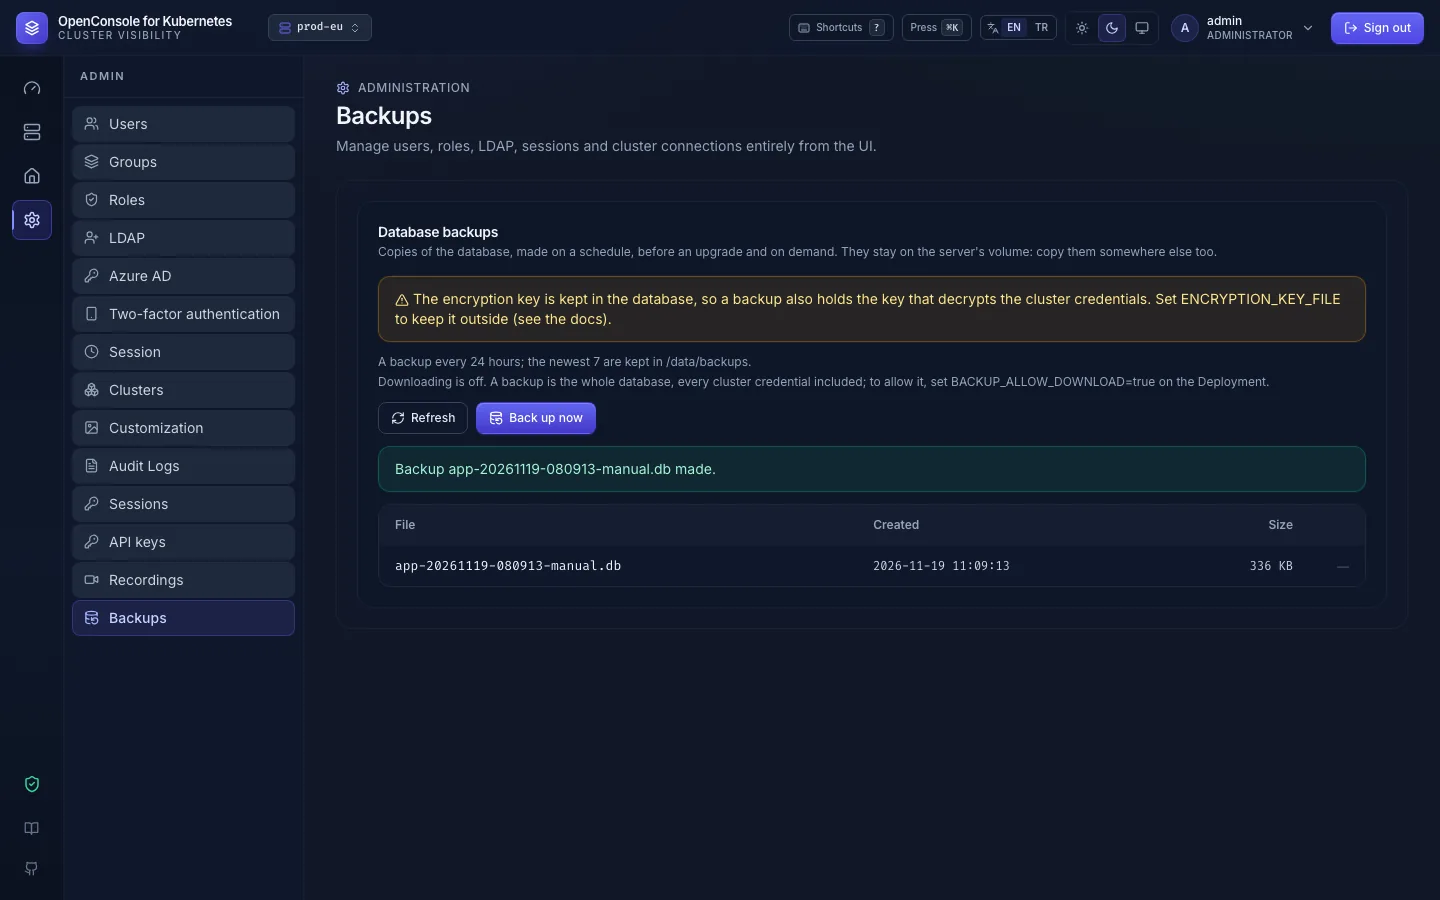 OpenConsole for Kubernetes
CLUSTER VISIBILITY
prod-eu
Shortcuts ?
Press ⌘K
EN TR
A
admin
ADMINISTRATOR
Sign out
ADMIN
Users
Groups
Roles
LDAP
Azure AD
Two-factor authentication
Session
Clusters
Customization
Audit Logs
Sessions
API keys
Recordings
Backups
ADMINISTRATION
Backups
Manage users, roles, LDAP, sessions and cluster connections entirely from the UI.
Database backups
Copies of the database, made on a schedule, before an upgrade and on demand. They stay on the server's volume: copy them somewhere else too.
The encryption key is kept in the database, so a backup also holds the key that decrypts the cluster credentials. Set ENCRYPTION_KEY_FILE
to keep it outside (see the docs).
A backup every 24 hours; the newest 7 are kept in /data/backups.
Downloading is off. A backup is the whole database, every cluster credential included; to allow it, set BACKUP_ALLOW_DOWNLOAD=true on the Deployment.
Refresh
Back up now
Backup app-20261119-080913-manual.db made.
File Created Size
app-20261119-080913-manual.db 2026-11-19 11:09:13 336 KB —